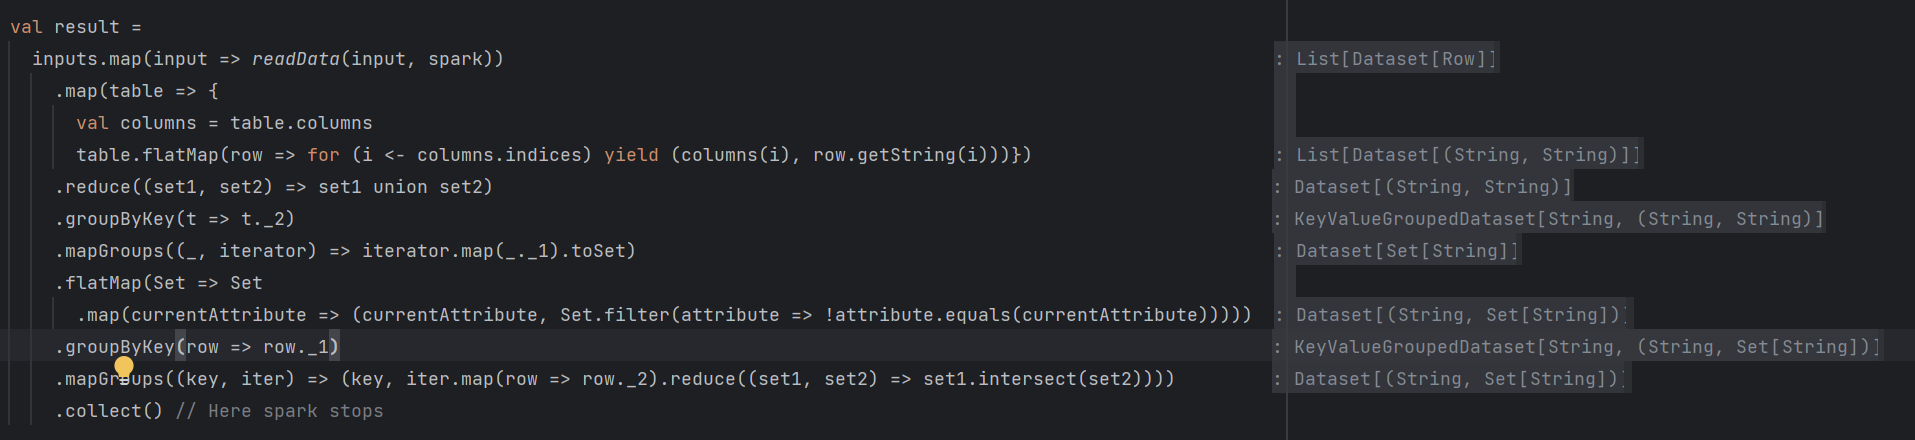 val result =
inputs.map(input => readData(input, spark)) : List[Dataset[Row]]
.map(table => {
val columns = table.columns
table.flatMap(row => for (i <- columns.indices) yield (columns(i), row.getString(i)))}) : List[Dataset[(String, String)]]
.reduce((set1, set2) => set1 union set2) : Dataset[(String, String)]
.groupByKey(t => t._2) : KeyValueGroupedDataset[String, (String, String)]
.mapGroups((_, iterator) => iterator.map(_._1).toSet) : Dataset[Set[String]]
.flatMap(Set => Set
.map(currentAttribute => (currentAttribute, Set.filter(attribute => !attribute.equals(currentAttribute))))) : Dataset[(String, Set[String])]
.groupByKey(row => row._1) : KeyValueGroupedDataset[String, (String, Set[String])]
.mapGroups((key, iter) => (key, iter.map(row => row._2).reduce((set1, set2) => set1.intersect(set2)))) : Dataset[(String, Set[String])]
.collect() // Here spark stops